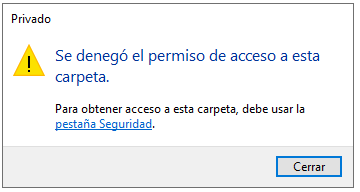 Privado
Se denegó el permiso de acceso a esta
carpeta.
Para obtener acceso a esta carpeta, debe usar la
pestaña Seguridad.
Cerrar